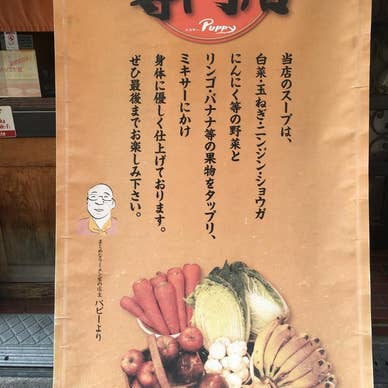 専門店
Puppy
当店のスープは、
白菜・玉ねぎ・ニンジン・ショウガ
にんにく等の野菜と
リンゴ・バナナ等の果物をタップリ、
ミキサーにかけ
身体に優しく仕上げております。
ぜひ最後までお楽しみ下さい。
パピーより